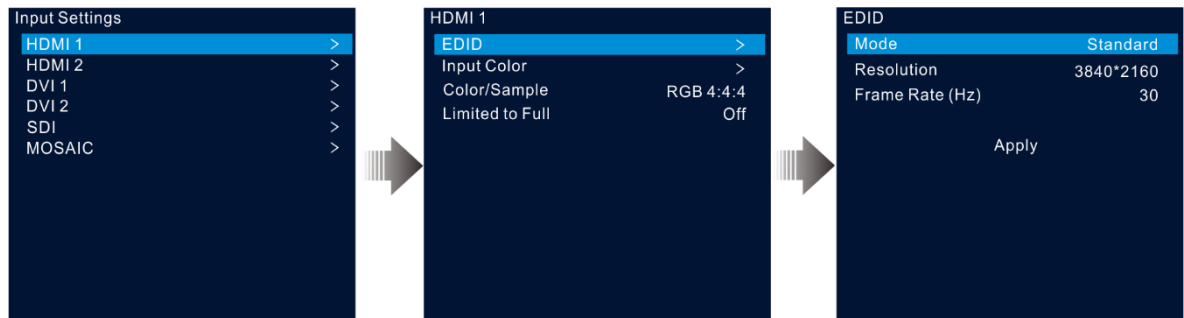 Input Settings
HDMI 1 >
HDMI 2 >
DVI 1 >
DVI 2 >
SDI >
MOSAIC >
HDMI 1
EDID >
Input Color >
Color/Sample RGB 4:4:4
Limited to Full Off
EDID
Mode Standard
Resolution 3840*2160
Frame Rate (Hz) 30
Apply